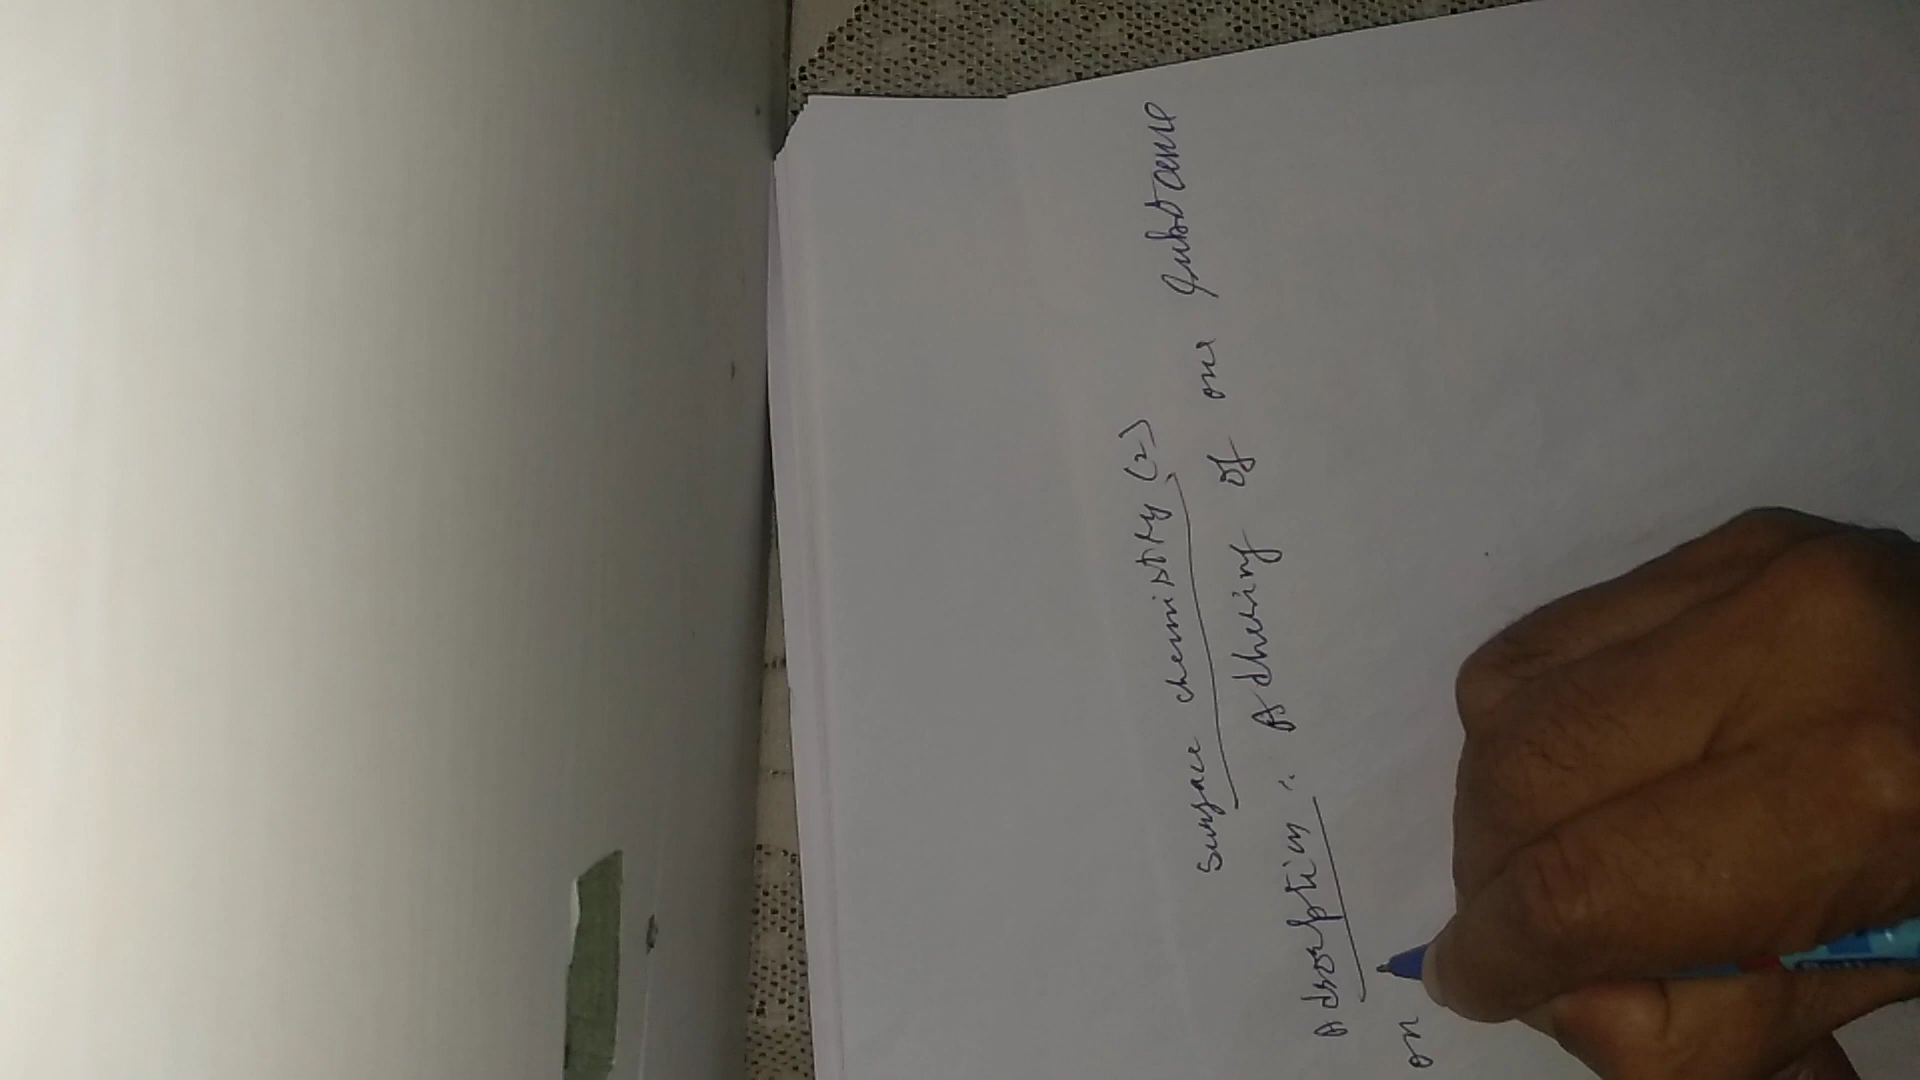 Surface chemistry (2)
Adsorption : Adhering of one substance
on